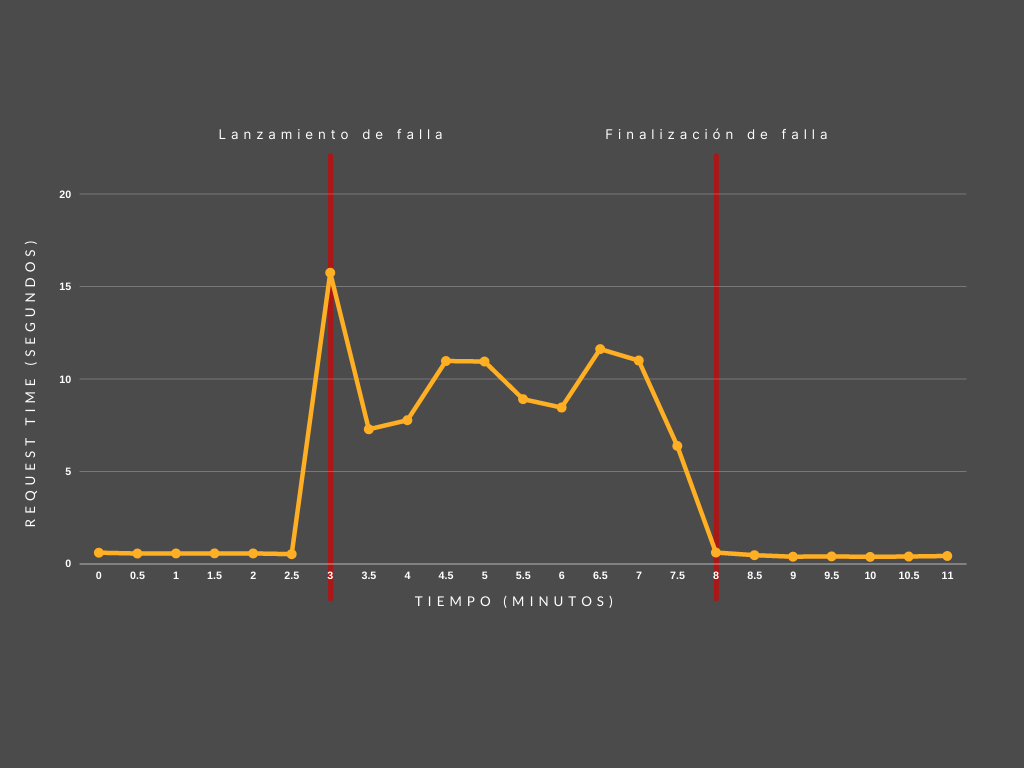 Lanzamiento de falla
Finalización de falla
REQUEST TIME (SEGUNDOS)
20
15
10
5
0
0 0.5 1 1.5 2 2.5 3 3.5 4 4.5 5 5.5 6 6.5 7 7.5 8 8.5 9 9.5 10 10.5 11
TIEMPO (MINUTOS)